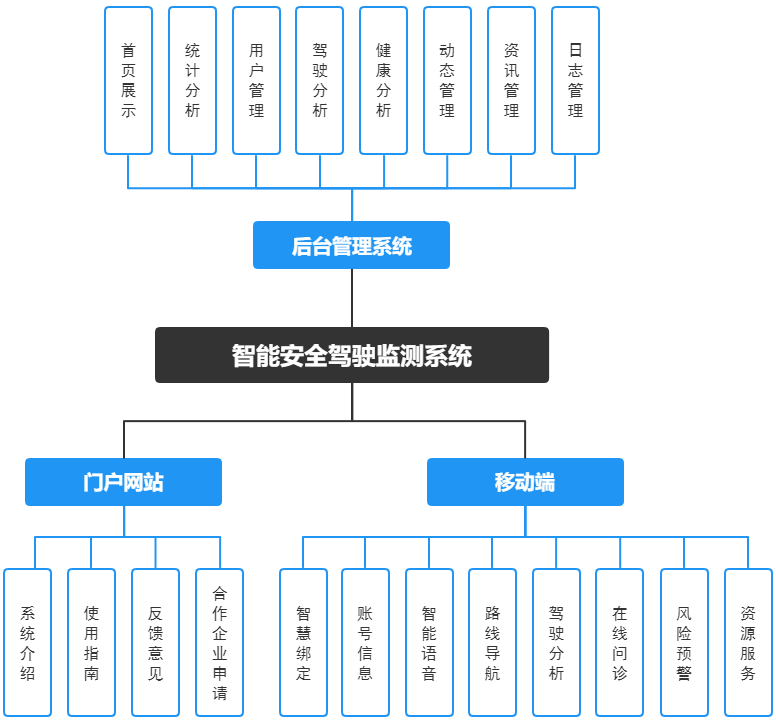 首页展示
统计分析
用户管理
驾驶分析
健康分析
动态管理
资讯管理
日志管理
后台管理系统
智能安全驾驶监测系统
门户网站
移动端
系统介绍
使用指南
反馈意见
合作企业申请
智慧绑定
账号信息
智能语音
路线导航
驾驶分析
在线问诊
风险预警
资源服务